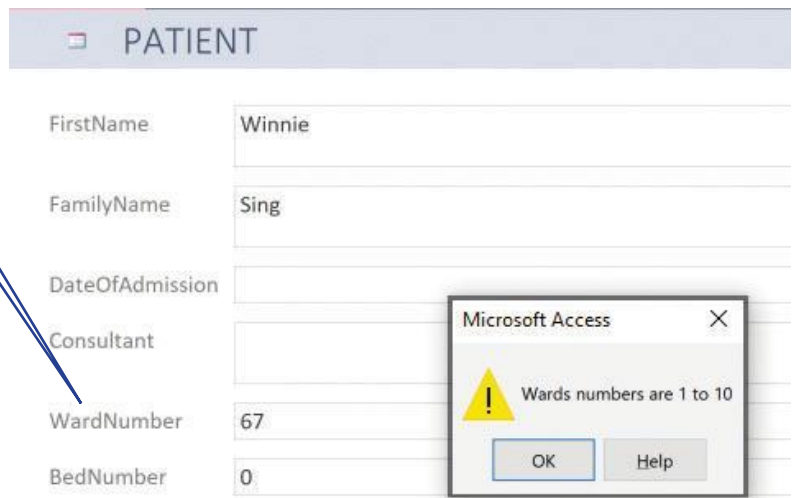 PATIENT
FirstName Winnie
FamilyName Sing
DateOfAdmission
Consultant
WardNumber 67
BedNumber 0
Microsoft Access
Wards numbers are 1 to 10
OK Help